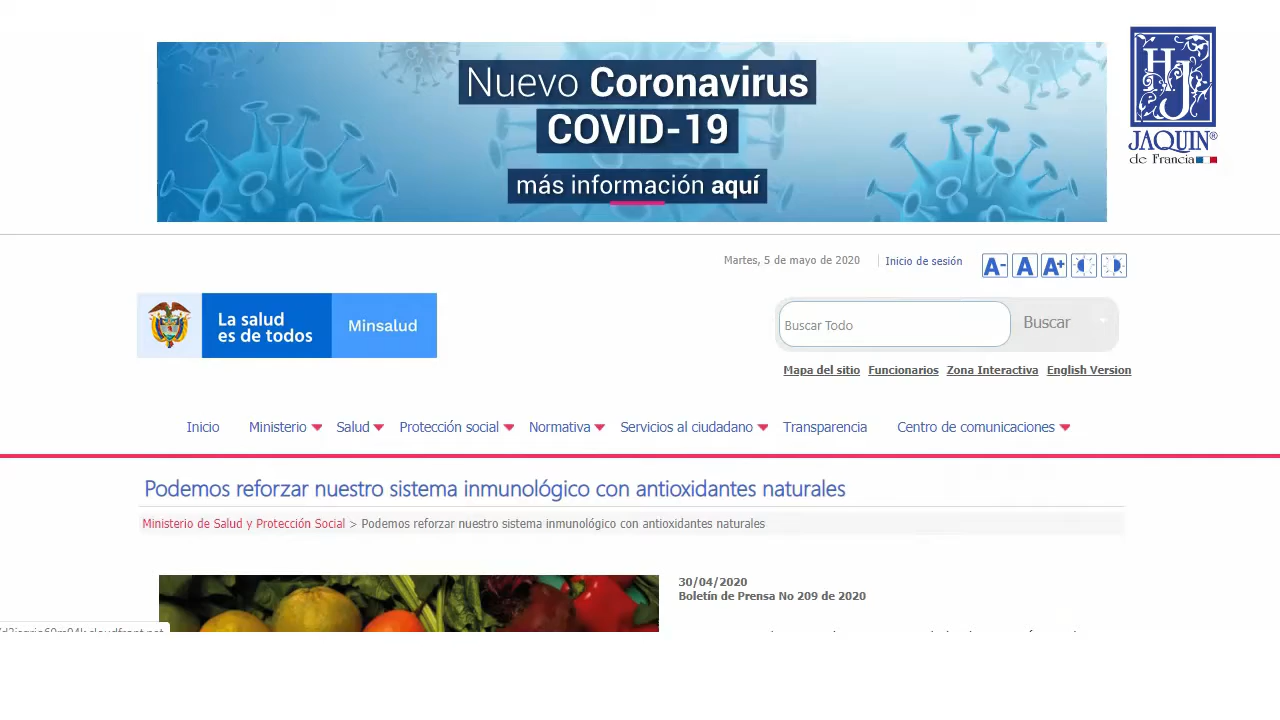 Nuevo Coronavirus
COVID-19
más información aquí
H
J
P
JAQUIN®
de Francia
Martes, 5 de mayo de 2020
Inicio de sesión
A- A A+
La salud
es de todos
Minsalud
Buscar Todo
Buscar
Mapa del sitio Funcionarios Zona Interactiva English Version
Inicio Ministerio Salud Protección social Normativa Servicios al ciudadano Transparencia Centro de comunicaciones
Podemos reforzar nuestro sistema inmunológico con antioxidantes naturales
Ministerio de Salud y Protección Social > Podemos reforzar nuestro sistema inmunológico con antioxidantes naturales
30/04/2020
Boletín de Prensa No 209 de 2020